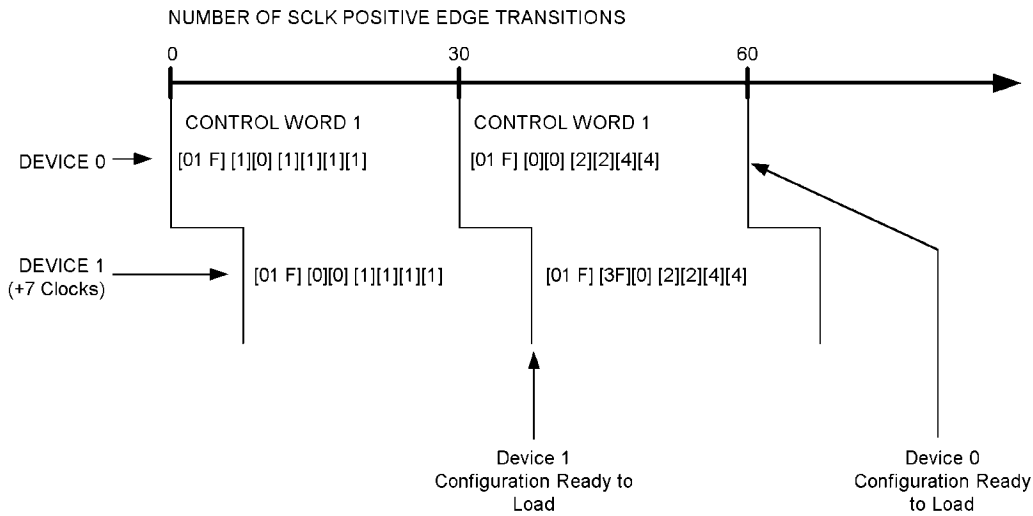 NUMBER OF SCLK POSITIVE EDGE TRANSITIONS
0 30 60
CONTROL WORD 1 CONTROL WORD 1
DEVICE 0 [01 F] [1][0] [1][1][1][1] [01 F] [0][0] [2][2][4][4]
DEVICE 1
(+7 Clocks)
[01 F] [0][0] [1][1][1][1] [01 F] [3F][0] [2][2][4][4]
Device 1
Configuration Ready to
Load
Device 0
Configuration Ready
to Load